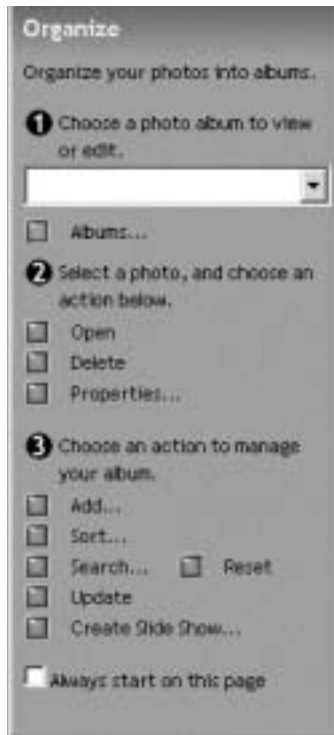 Organize
Organize your photos into albums.
1 Choose a photo album to view
or edit.
Albums...
2 Select a photo, and choose an
action below.
Open
Delete
Properties...
3 Choose an action to manage
your album.
Add...
Sort...
Search... Reset
Update
Create Slide Show...
Always start on this page